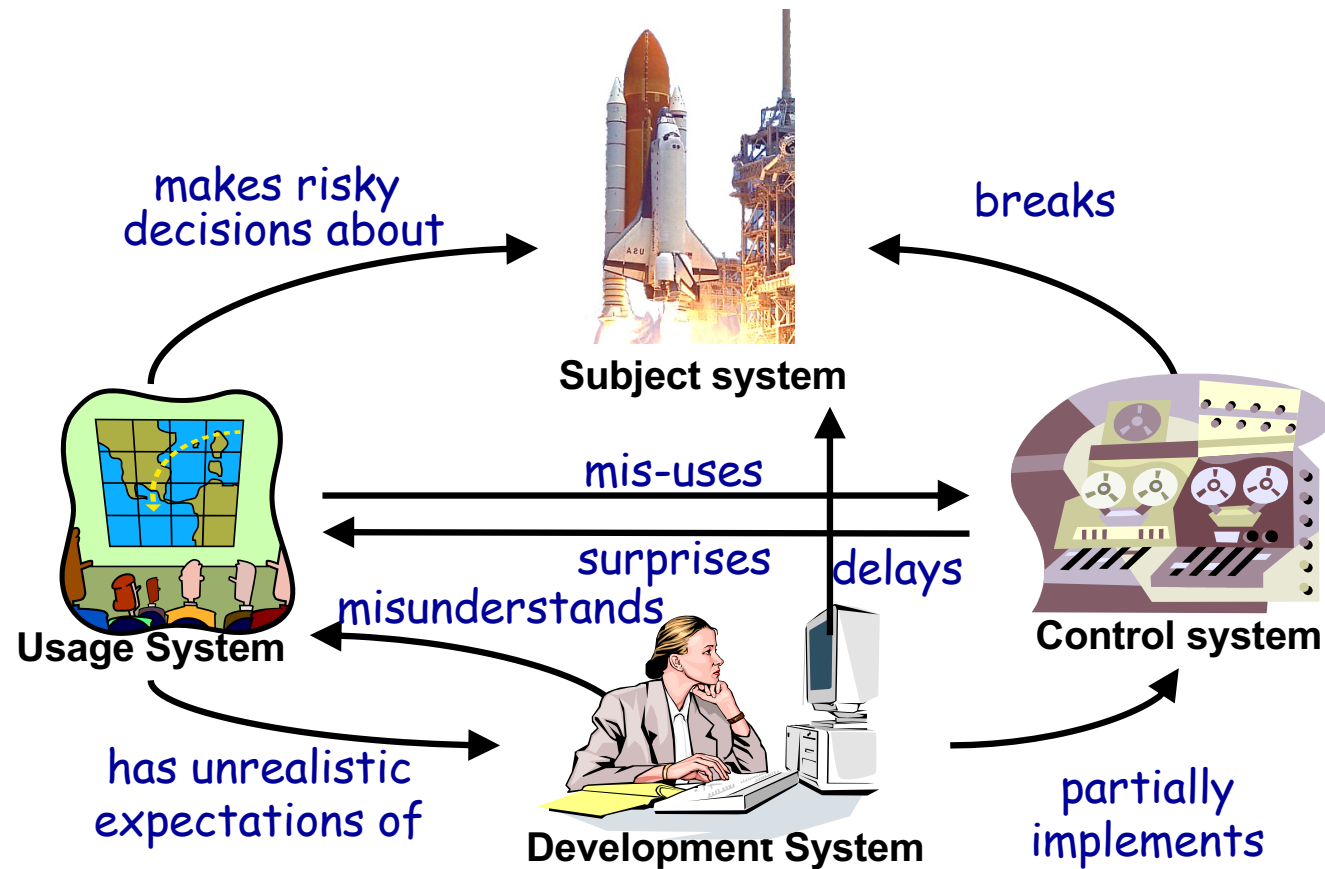 makes risky
decisions about
breaks
USA
Subject system
mis-uses
surprises
delays
misunderstands
Usage System
Control system
has unrealistic
expectations of
partially
implements
Development System